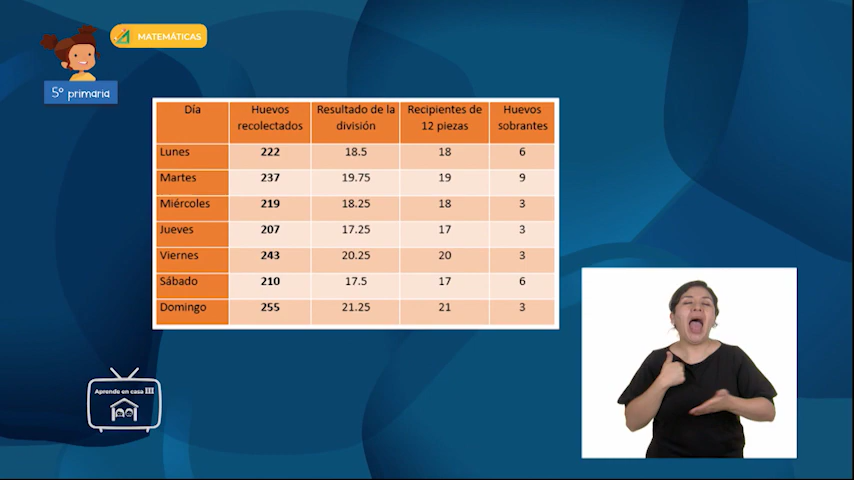 MATEMÁTICAS
5º primaria
Día Huevos recolectados Resultado de la división Recipientes de 12 piezas Huevos sobrantes
Lunes 222 18.5 18 6
Martes 237 19.75 19 9
Miércoles 219 18.25 18 3
Jueves 207 17.25 17 3
Viernes 243 20.25 20 3
Sábado 210 17.5 17 6
Domingo 255 21.25 21 3
Aprende en casa III